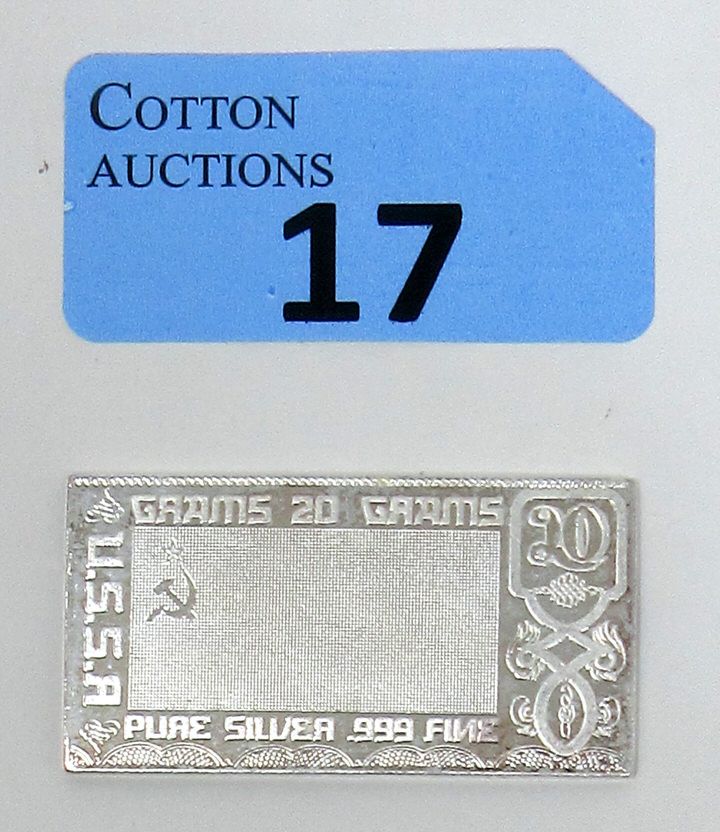 COTTON
AUCTIONS
17
GRAMS 20 GRAMS
20
U.S.S.R
PURE SILVER .999 FINE